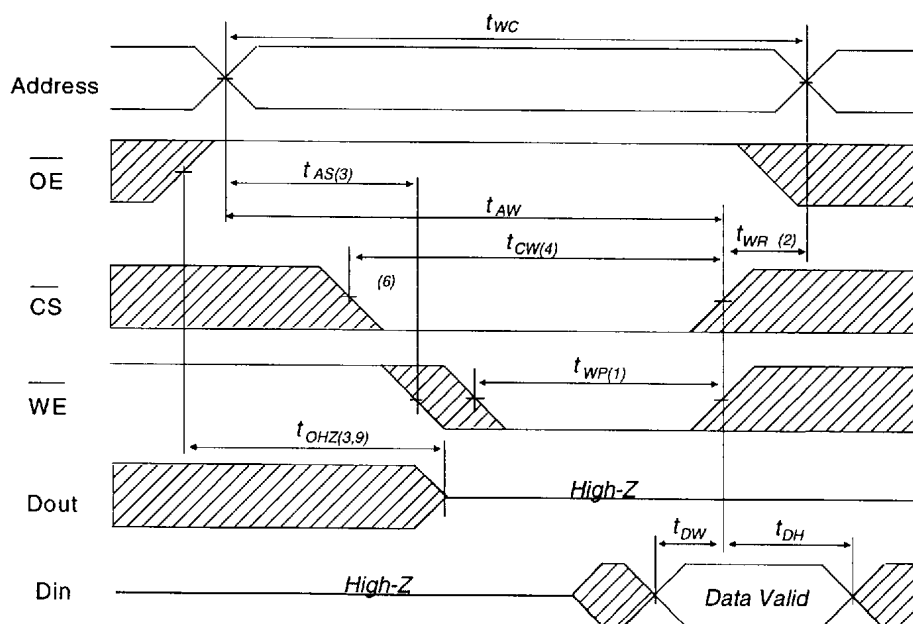 tWC
Address
OE
tAS(3)
tAW
tWR (2)
tCW(4)
(6)
CS
tWP(1)
WE
tOHZ(3,9)
High-Z
Dout
tDW
tDH
High-Z
Din
Data Valid